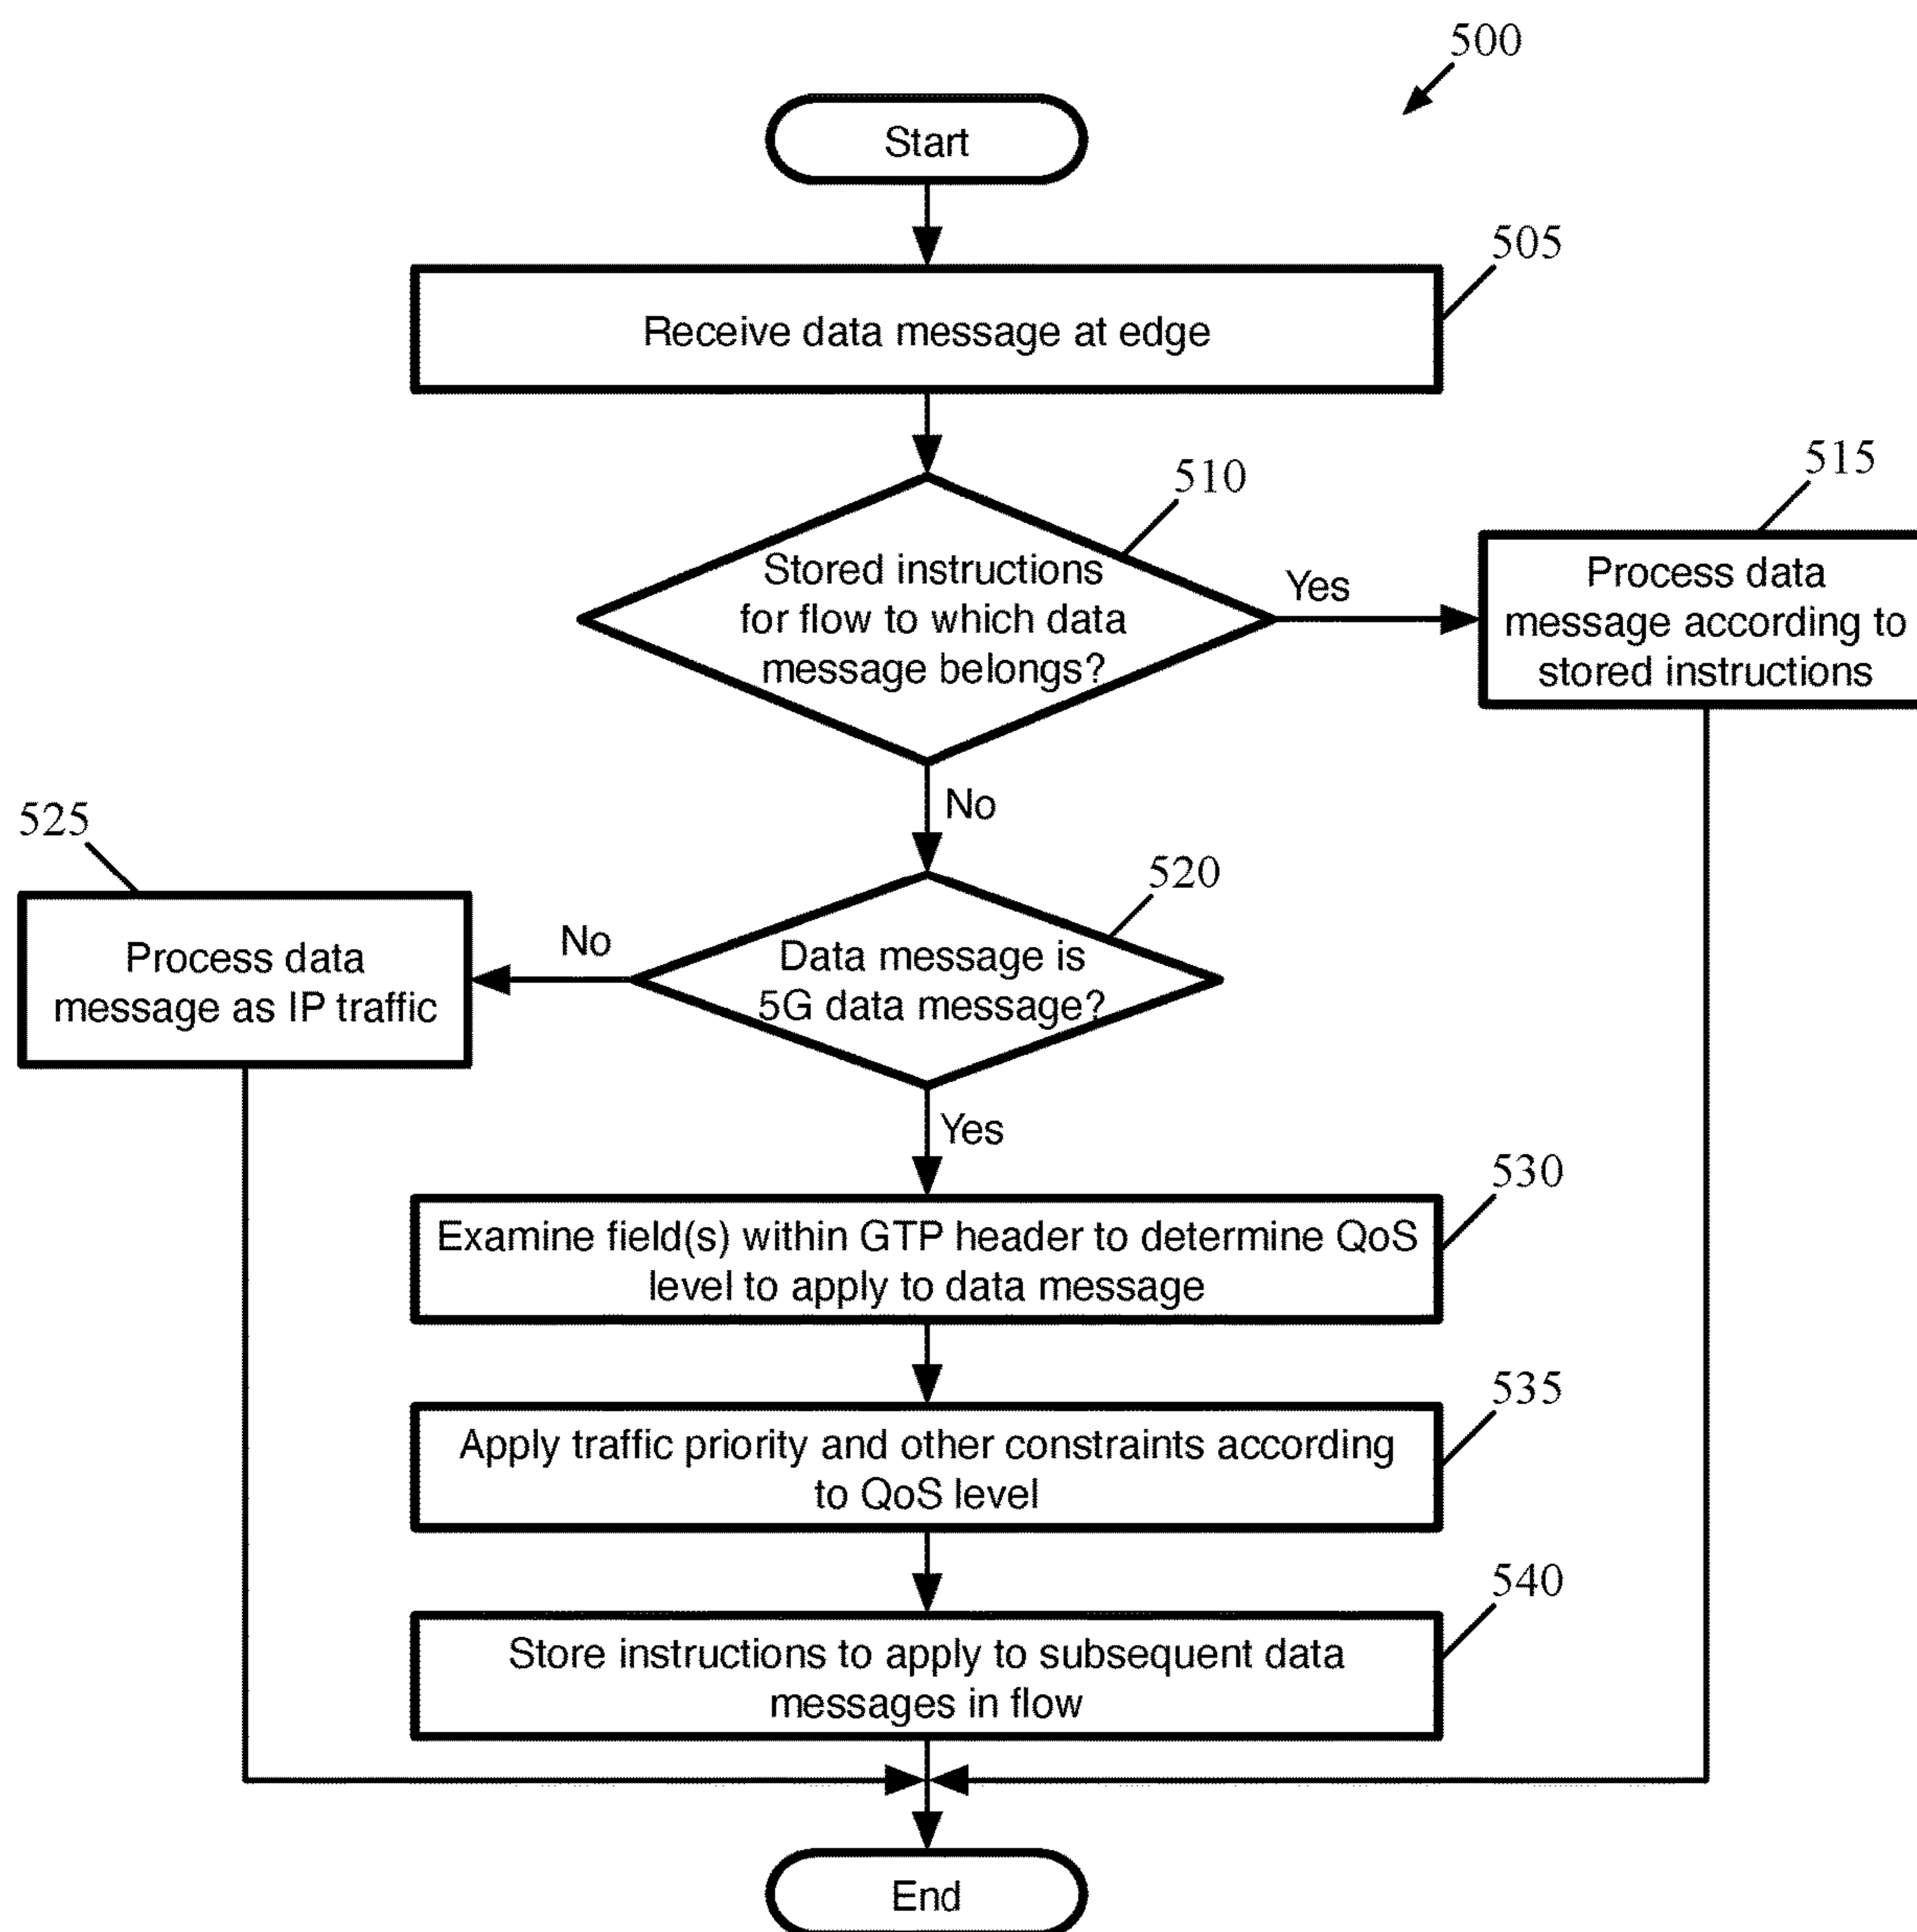 500
Start
505
Receive data message at edge
510
Stored instructions
for flow to which data
message belongs?
Yes
515
Process data
message according to
stored instructions
No
520
Data message is
5G data message?
No
525
Process data
message as IP traffic
Yes
530
Examine field(s) within GTP header to determine QoS
level to apply to data message
535
Apply traffic priority and other constraints according
to QoS level
540
Store instructions to apply to subsequent data
messages in flow
End